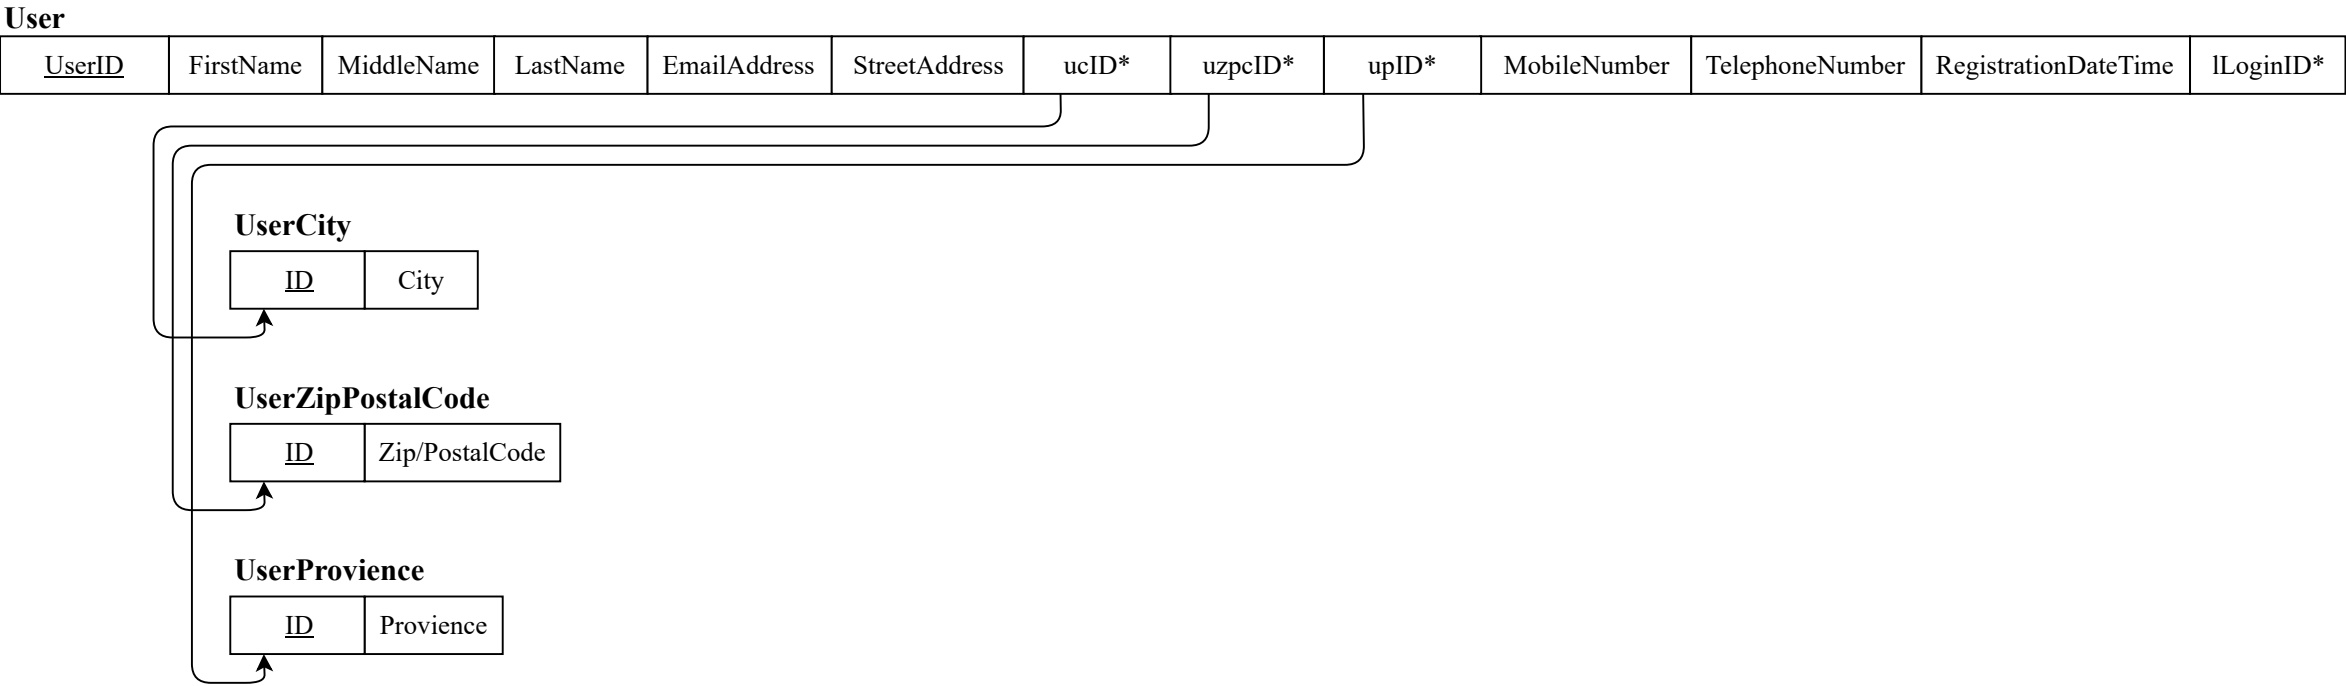 User
UserID FirstName MiddleName LastName EmailAddress StreetAddress ucID* uzpcID* upID* MobileNumber TelephoneNumber RegistrationDateTime lLoginID*
UserCity
ID City
UserZipPostalCode
ID Zip/PostalCode
UserProvience
ID Provience